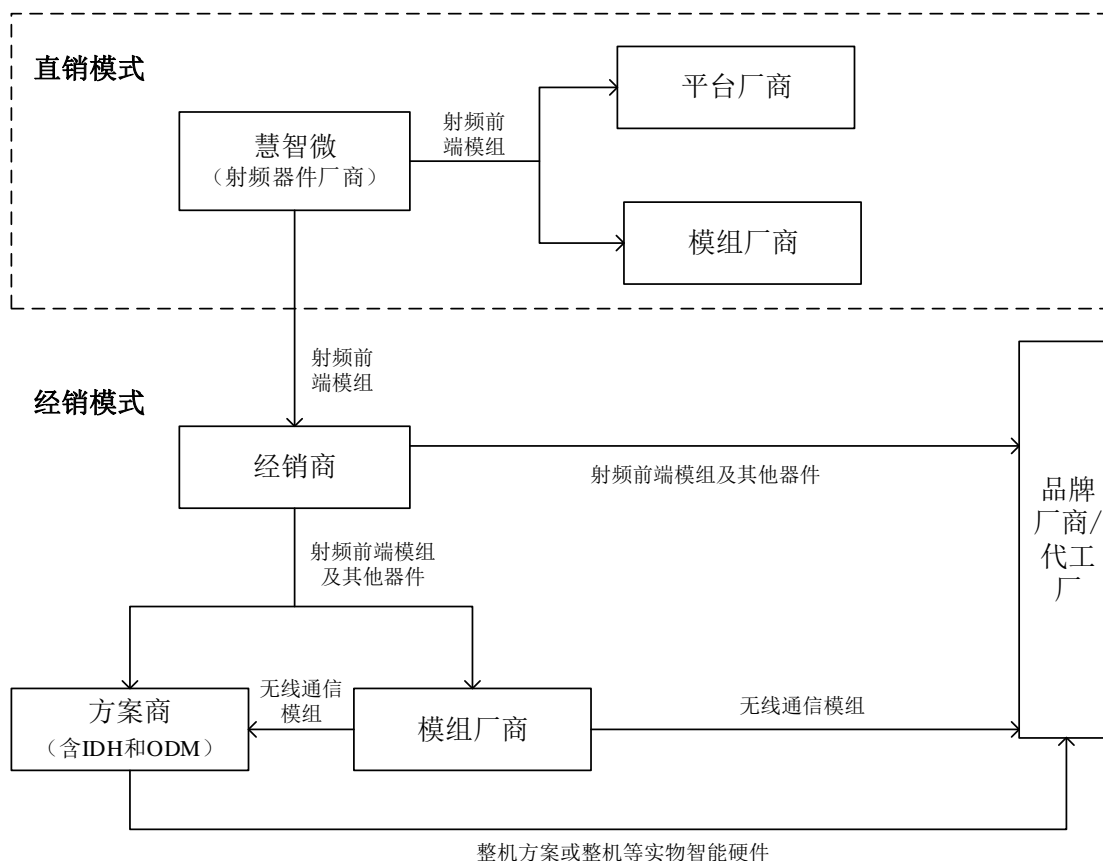 直销模式
平台厂商
慧智微
（射频器件厂商）
射频前
端模组
模组厂商
射频前
端模组
经销模式
经销商
射频前端模组及其他器件
品牌
厂商/
代工
厂
射频前端模组
及其他器件
方案商
（含IDH和ODM）
无线通信
模组
模组厂商
无线通信模组
整机方案或整机等实物智能硬件